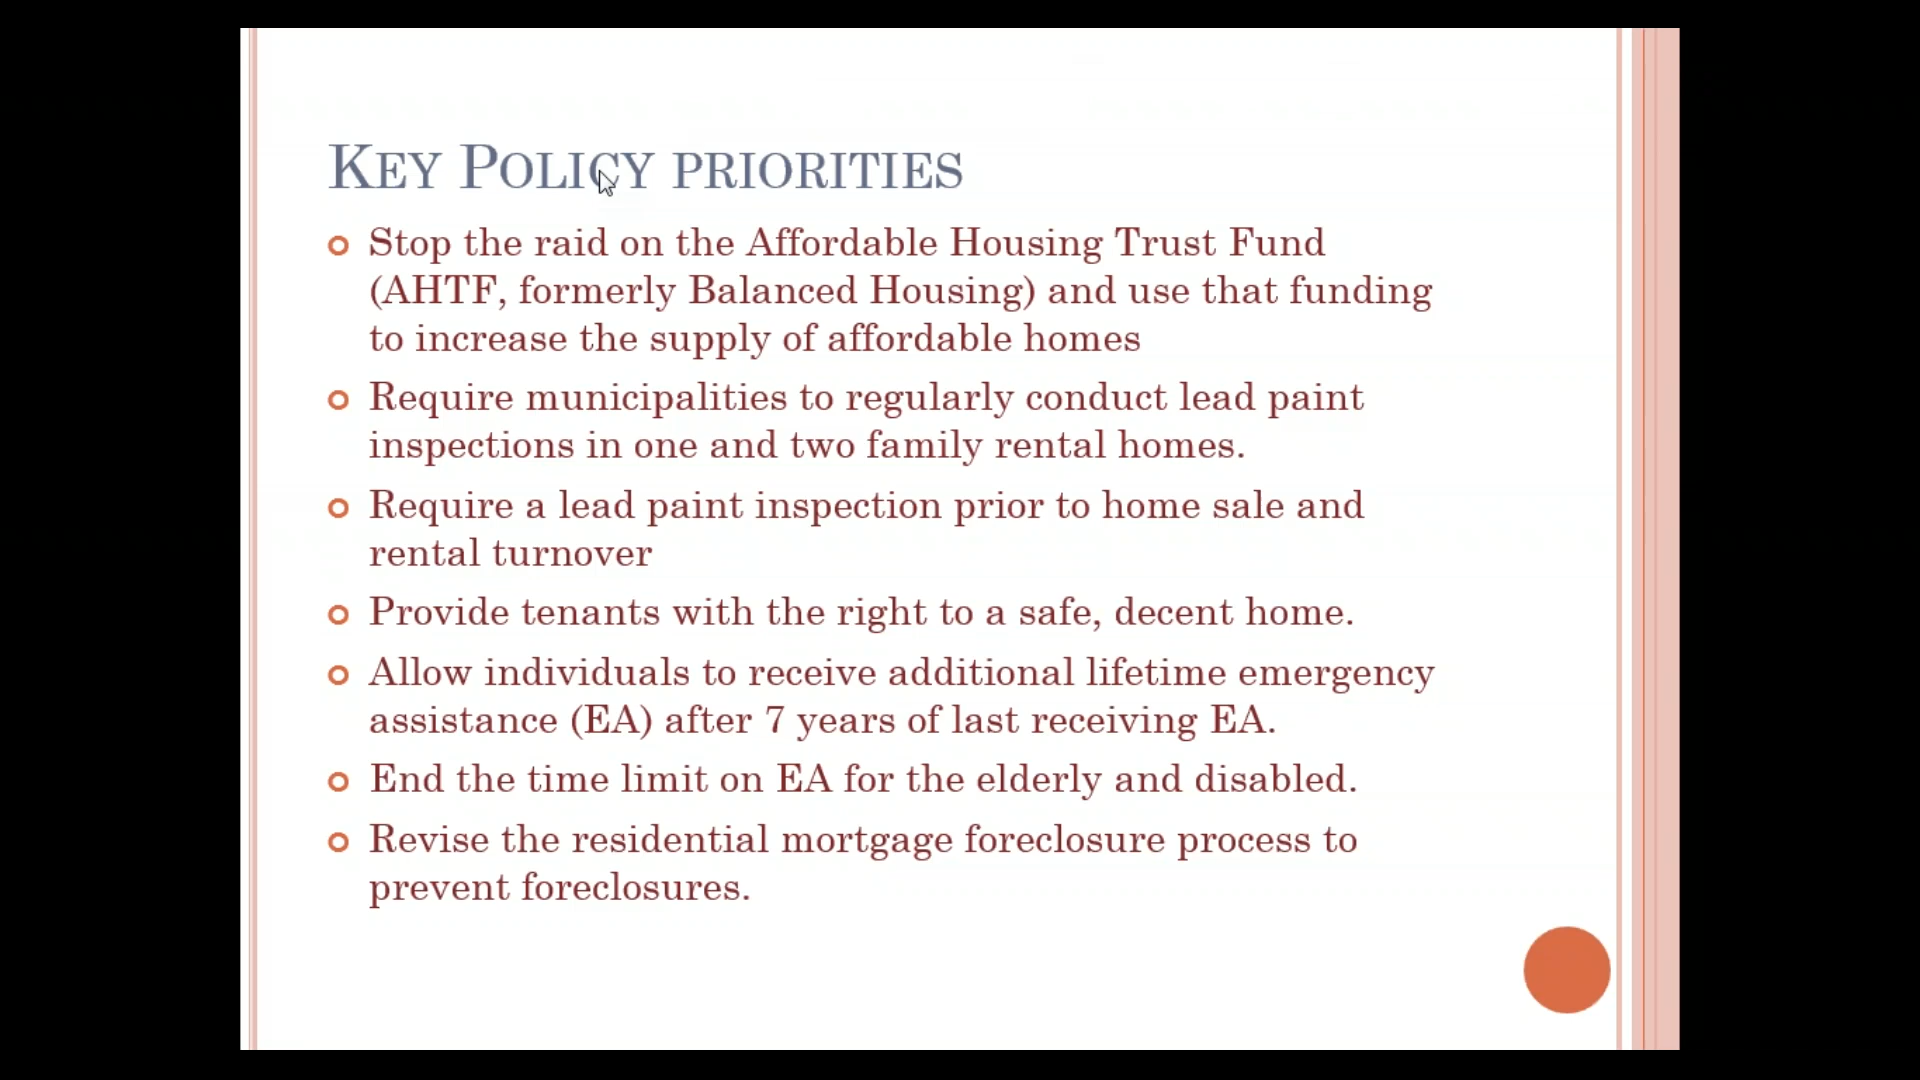 Key Policy priorities
Stop the raid on the Affordable Housing Trust Fund
(AHTF, formerly Balanced Housing) and use that funding
to increase the supply of affordable homes
Require municipalities to regularly conduct lead paint
inspections in one and two family rental homes.
Require a lead paint inspection prior to home sale and
rental turnover
Provide tenants with the right to a safe, decent home.
Allow individuals to receive additional lifetime emergency
assistance (EA) after 7 years of last receiving EA.
End the time limit on EA for the elderly and disabled.
Revise the residential mortgage foreclosure process to
prevent foreclosures.